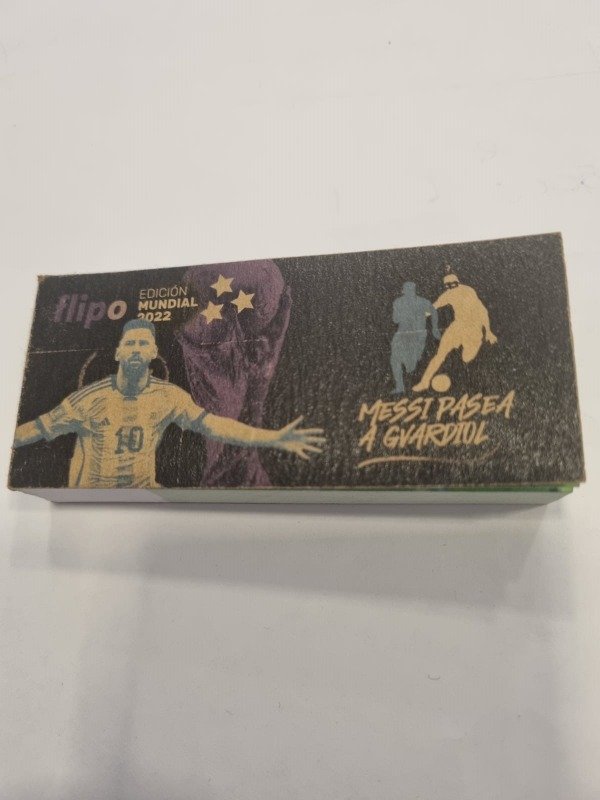 flipo
EDICIÓN
MUNDIAL
2022
10
MESSI PASEA
A GVARDIOL